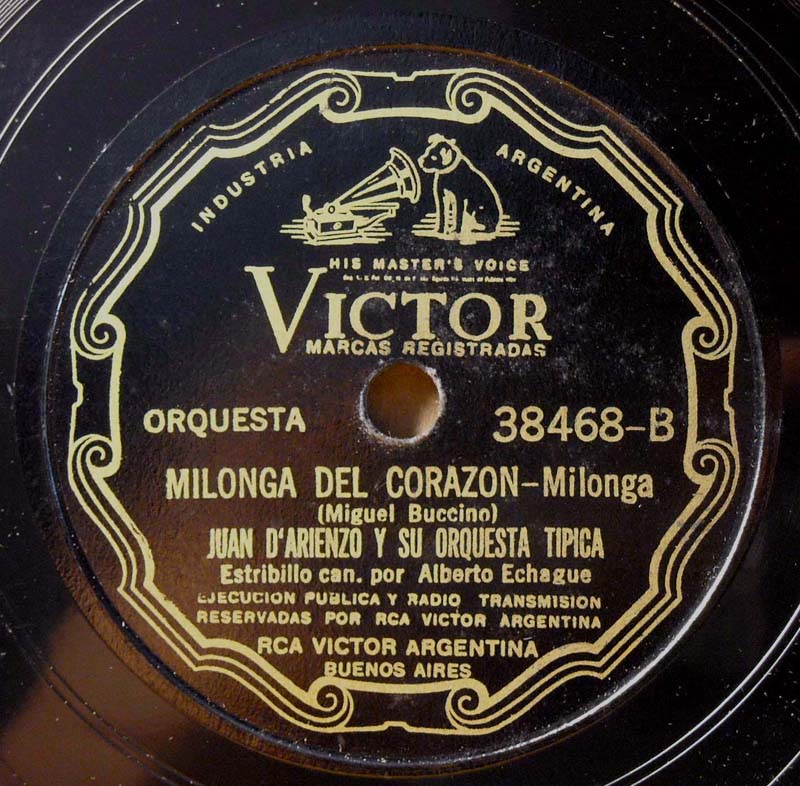 INDUSTRIA ARGENTINA
HIS MASTER'S VOICE
VICTOR
MARCAS REGISTRADAS
ORQUESTA 38468-B
MILONGA DEL CORAZON-Milonga
(Miguel Buccino)
JUAN D'ARIENZO Y SU ORQUESTA TIPICA
Estribillo can. por Alberto Echague
EJECUCION PUBLICA Y RADIO TRANSMISION
RESERVADAS POR RCA VICTOR ARGENTINA
RCA VICTOR ARGENTINA
BUENOS AIRES